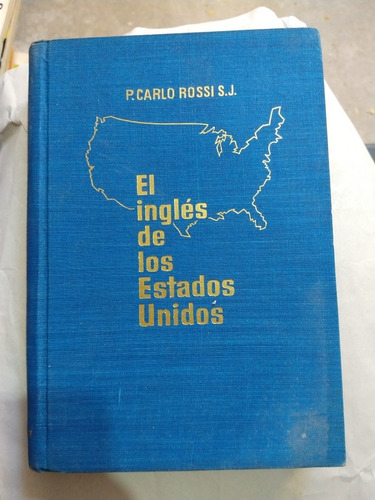 P. CARLO ROSSI S.J.
El
inglés
de
los
Estados
Unidos